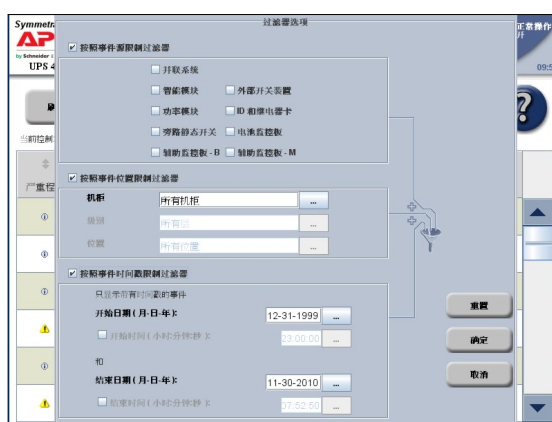 Symmetr
过滤器选项
正常操作
开
AP
by Schneider
UPS 4
09:5
按照事件源限制过滤器
并联系统
智能模块 外部开关装置
功率模块 ID 和继电器卡
旁路静态开关 电池监控板
辅助监控板 - B 辅助监控板 - M
刷
?
当前控制
严重程
按照事件位置限制过滤器
机柜 所有机柜 ...
级别 所有层 ...
位置 所有位置 ...
按照事件时间戳限制过滤器
只显示带有时间戳的事件
开始日期 ( 月-日-年 ): 12-31-1999 ...
开始时间 ( 小时:分钟:秒 ): 23:00:00 ...
和
结束日期 ( 月-日-年 ): 11-30-2010 ...
结束时间 ( 小时:分钟:秒 ): 07:52:50 ...
重置
确定
取消